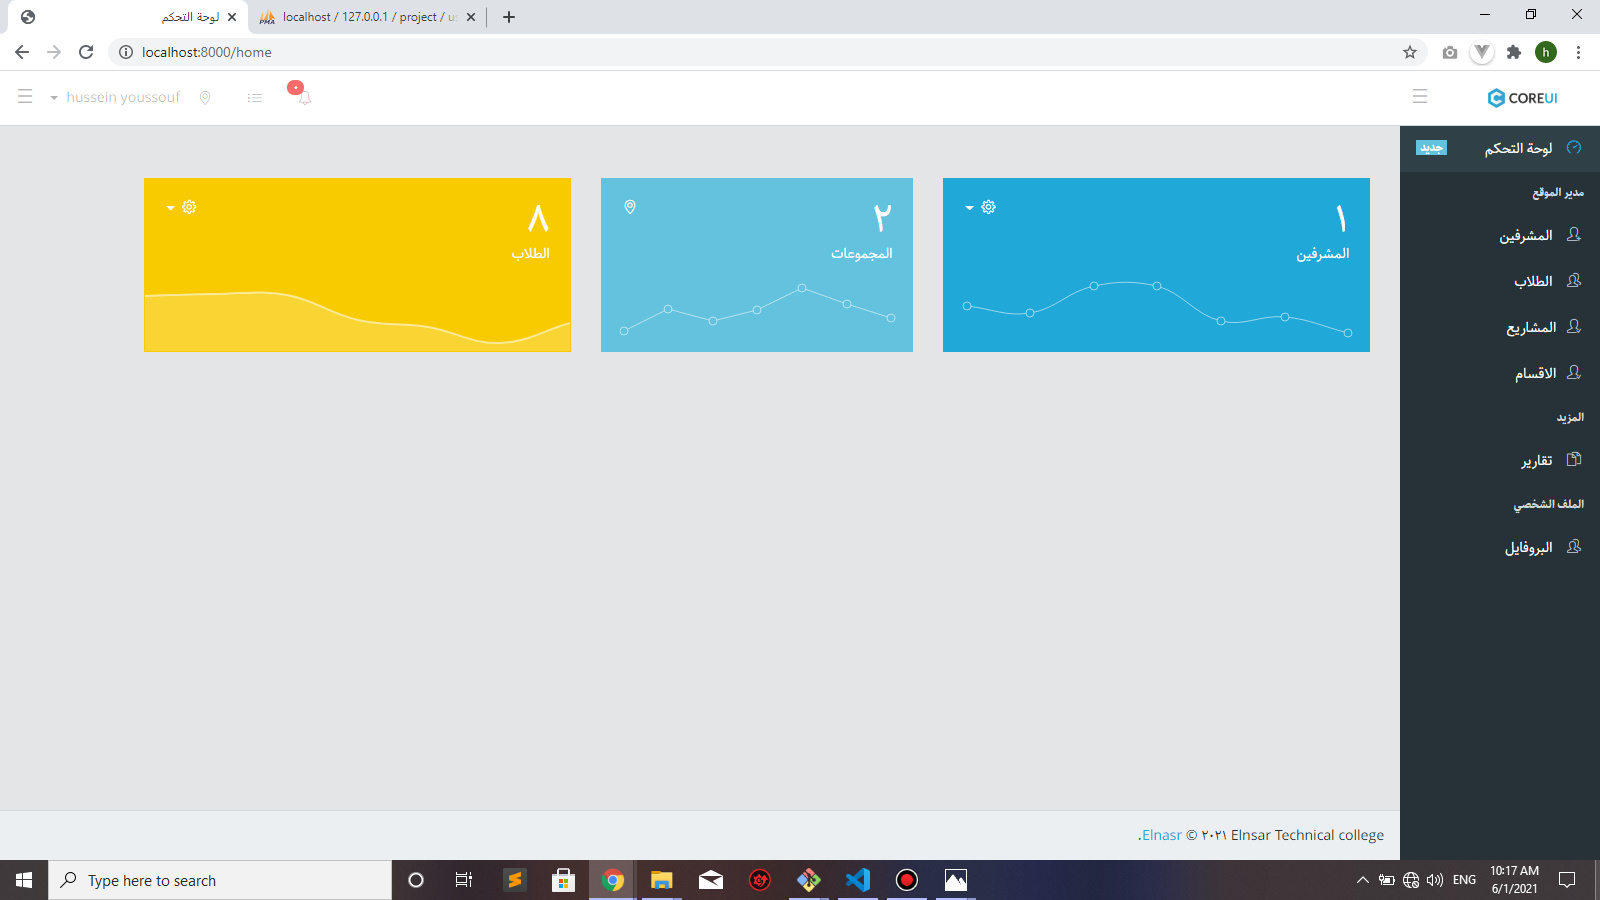 لوحة التحكم
localhost / 127.0.0.1 / project / us
localhost:8000/home
h
hussein youssouf
COREUI
لوحة التحكم
جديد
مدير الموقع
المشرفين
الطلاب
المشاريع
الاقسام
المزيد
تقارير
الملف الشخصي
البروفايل
١
المشرفين
٢
المجموعات
٨
الطلاب
.Elnasr © ٢٠٢١ Elnsar Technical college
Type here to search
ENG
10:17 AM
6/1/2021